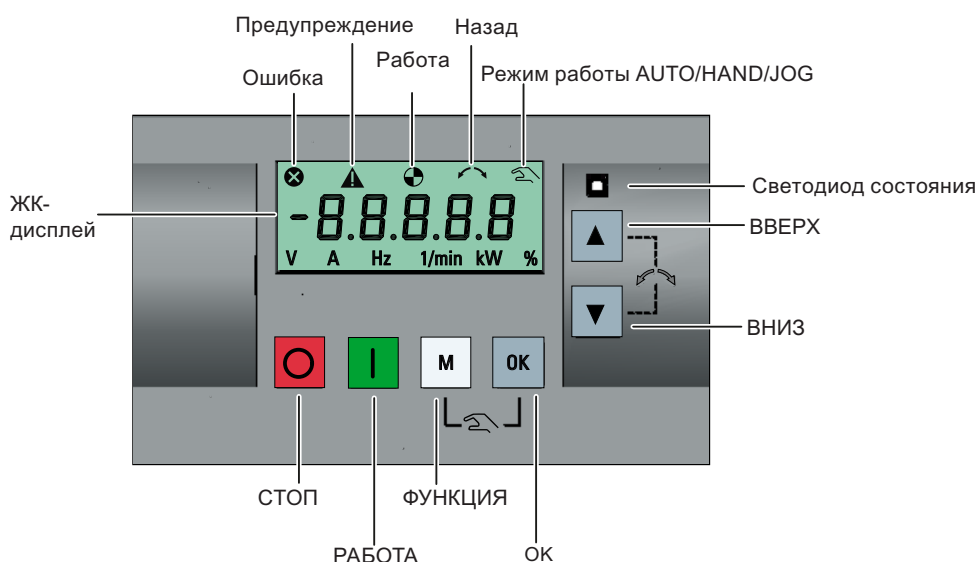 Предупреждение
Назад
Ошибка
Работа
Режим работы AUTO/HAND/JOG
ЖК-
дисплей
-8.8.8.8.8
V A Hz 1/min kW %
Светодиод состояния
ВВЕРХ
ВНИЗ
M
OK
СТОП
ФУНКЦИЯ
РАБОТА
OK